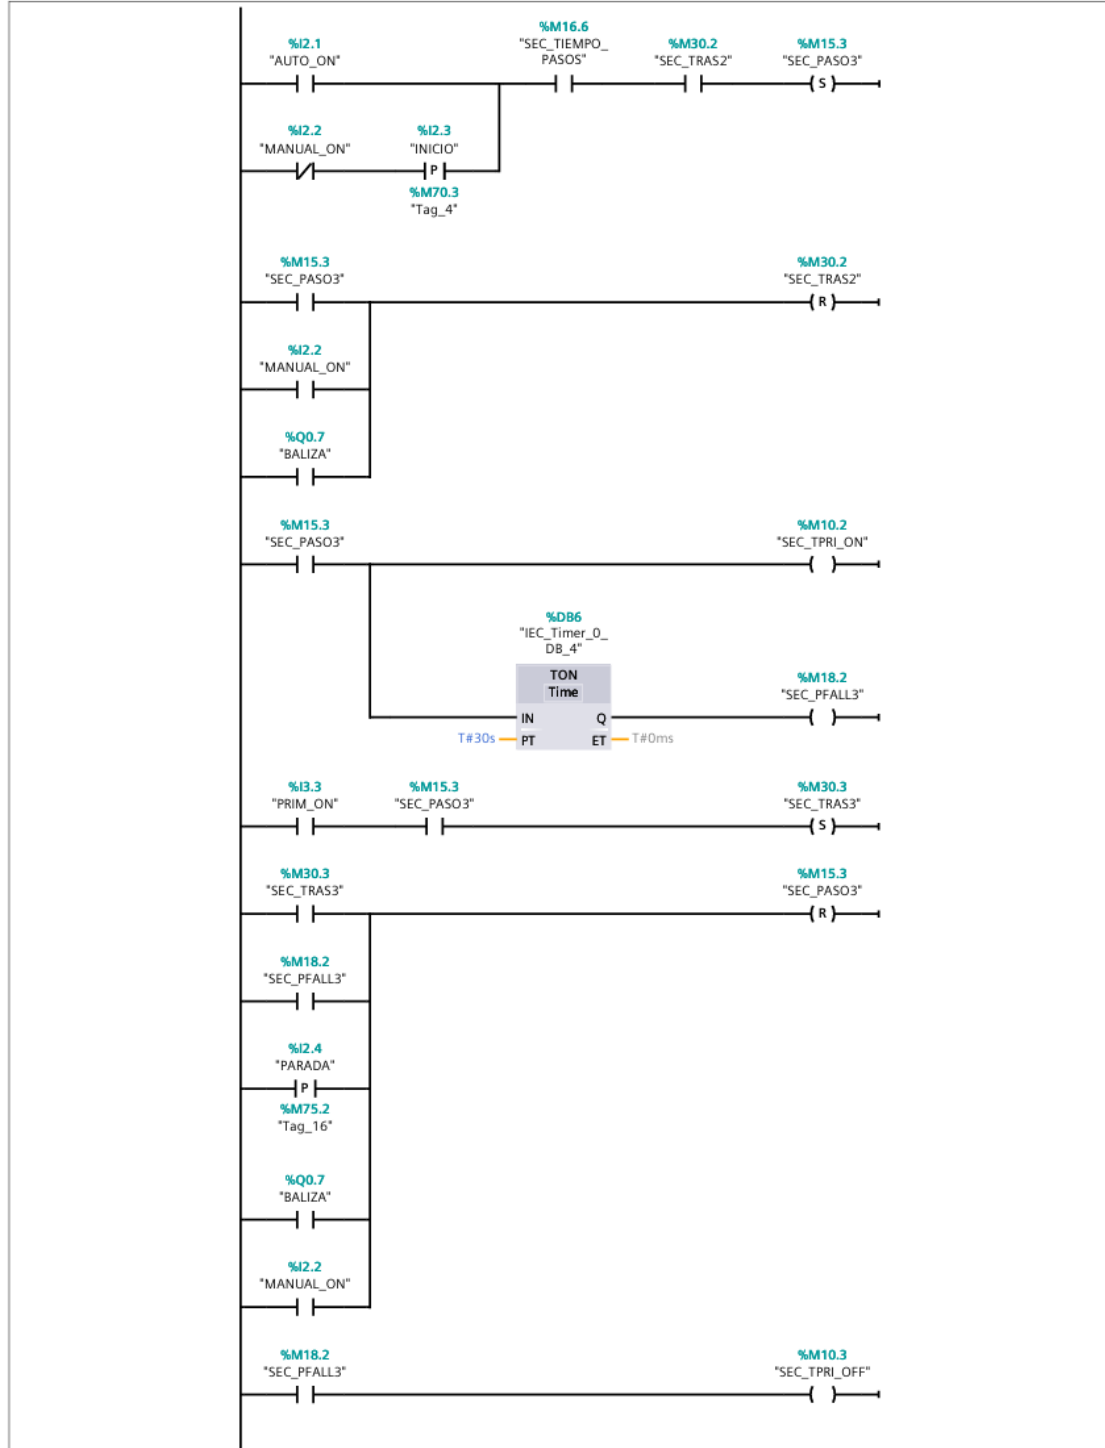 %I2.1
"AUTO_ON"
%M16.6
"SEC_TIEMPO_
PASOS"
%M30.2
"SEC_TRAS2"
%M15.3
"SEC_PASO3"
S
%I2.2
"MANUAL_ON"
%I2.3
"INICIO"
P
%M70.3
"Tag_4"
%M15.3
"SEC_PASO3"
%M30.2
"SEC_TRAS2"
R
%I2.2
"MANUAL_ON"
%Q0.7
"BALIZA"
%M15.3
"SEC_PASO3"
%M10.2
"SEC_TPRI_ON"
%DB6
"IEC_Timer_0_
DB_4"
TON
Time
IN Q
T#30s PT ET T#0ms
%M18.2
"SEC_PFALL3"
%I3.3
"PRIM_ON"
%M15.3
"SEC_PASO3"
%M30.3
"SEC_TRAS3"
S
%M30.3
"SEC_TRAS3"
%M15.3
"SEC_PASO3"
R
%M18.2
"SEC_PFALL3"
%I2.4
"PARADA"
P
%M75.2
"Tag_16"
%Q0.7
"BALIZA"
%I2.2
"MANUAL_ON"
%M18.2
"SEC_PFALL3"
%M10.3
"SEC_TPRI_OFF"